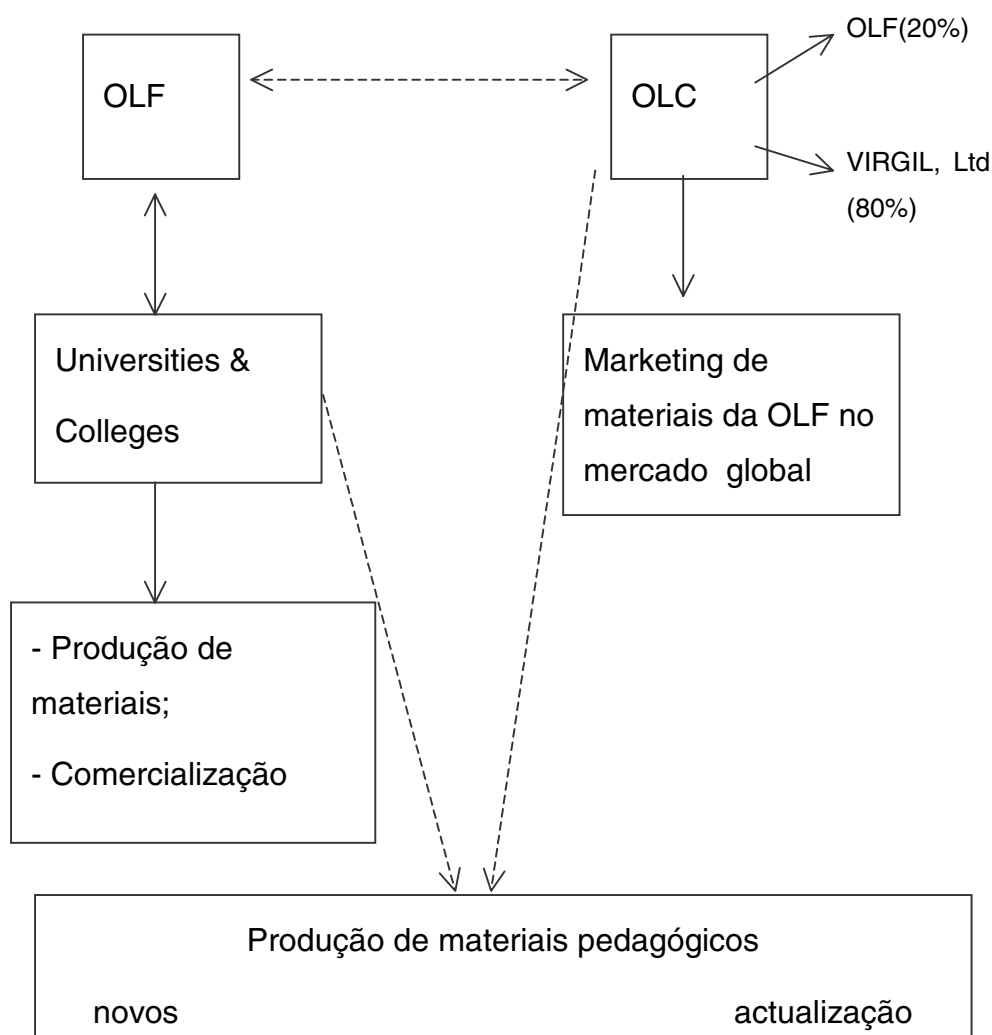 OLF
OLC
OLF(20%)
VIRGIL, Ltd
(80%)
Universities &
Colleges
Marketing de
materiais da OLF no
mercado global
- Produção de
materiais;
- Comercialização
Produção de materiais pedagógicos
novos actualização